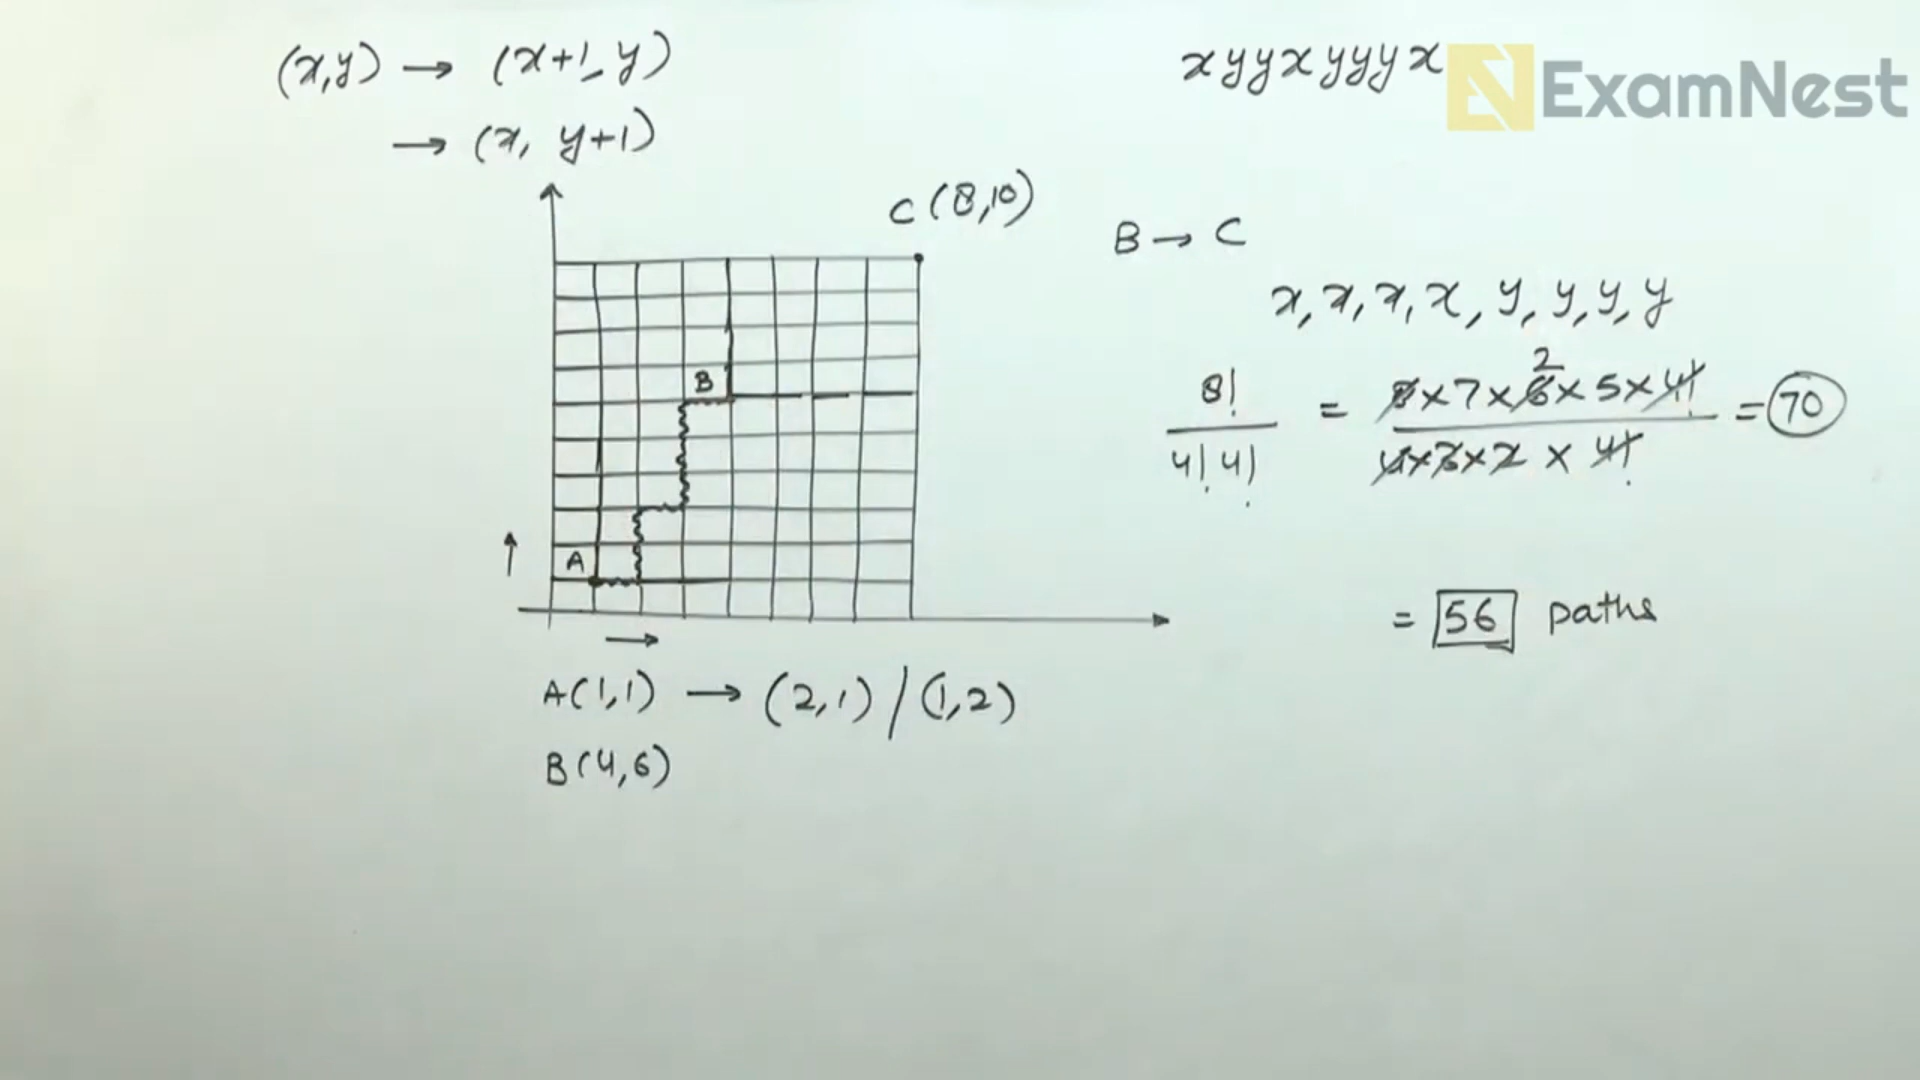 (x,y) → (x+1, y)
→ (x, y+1)
xyyxyyyx
ExamNest
C (8,10)
B → C
x, x, x, x, y, y, y, y
2
8! / 4! 4! = 8×7×6×5×4! / 4×3×2 × 4! = 70
B
A
= 56 paths
A(1,1) → (2,1) / (1,2)
B(4,6)